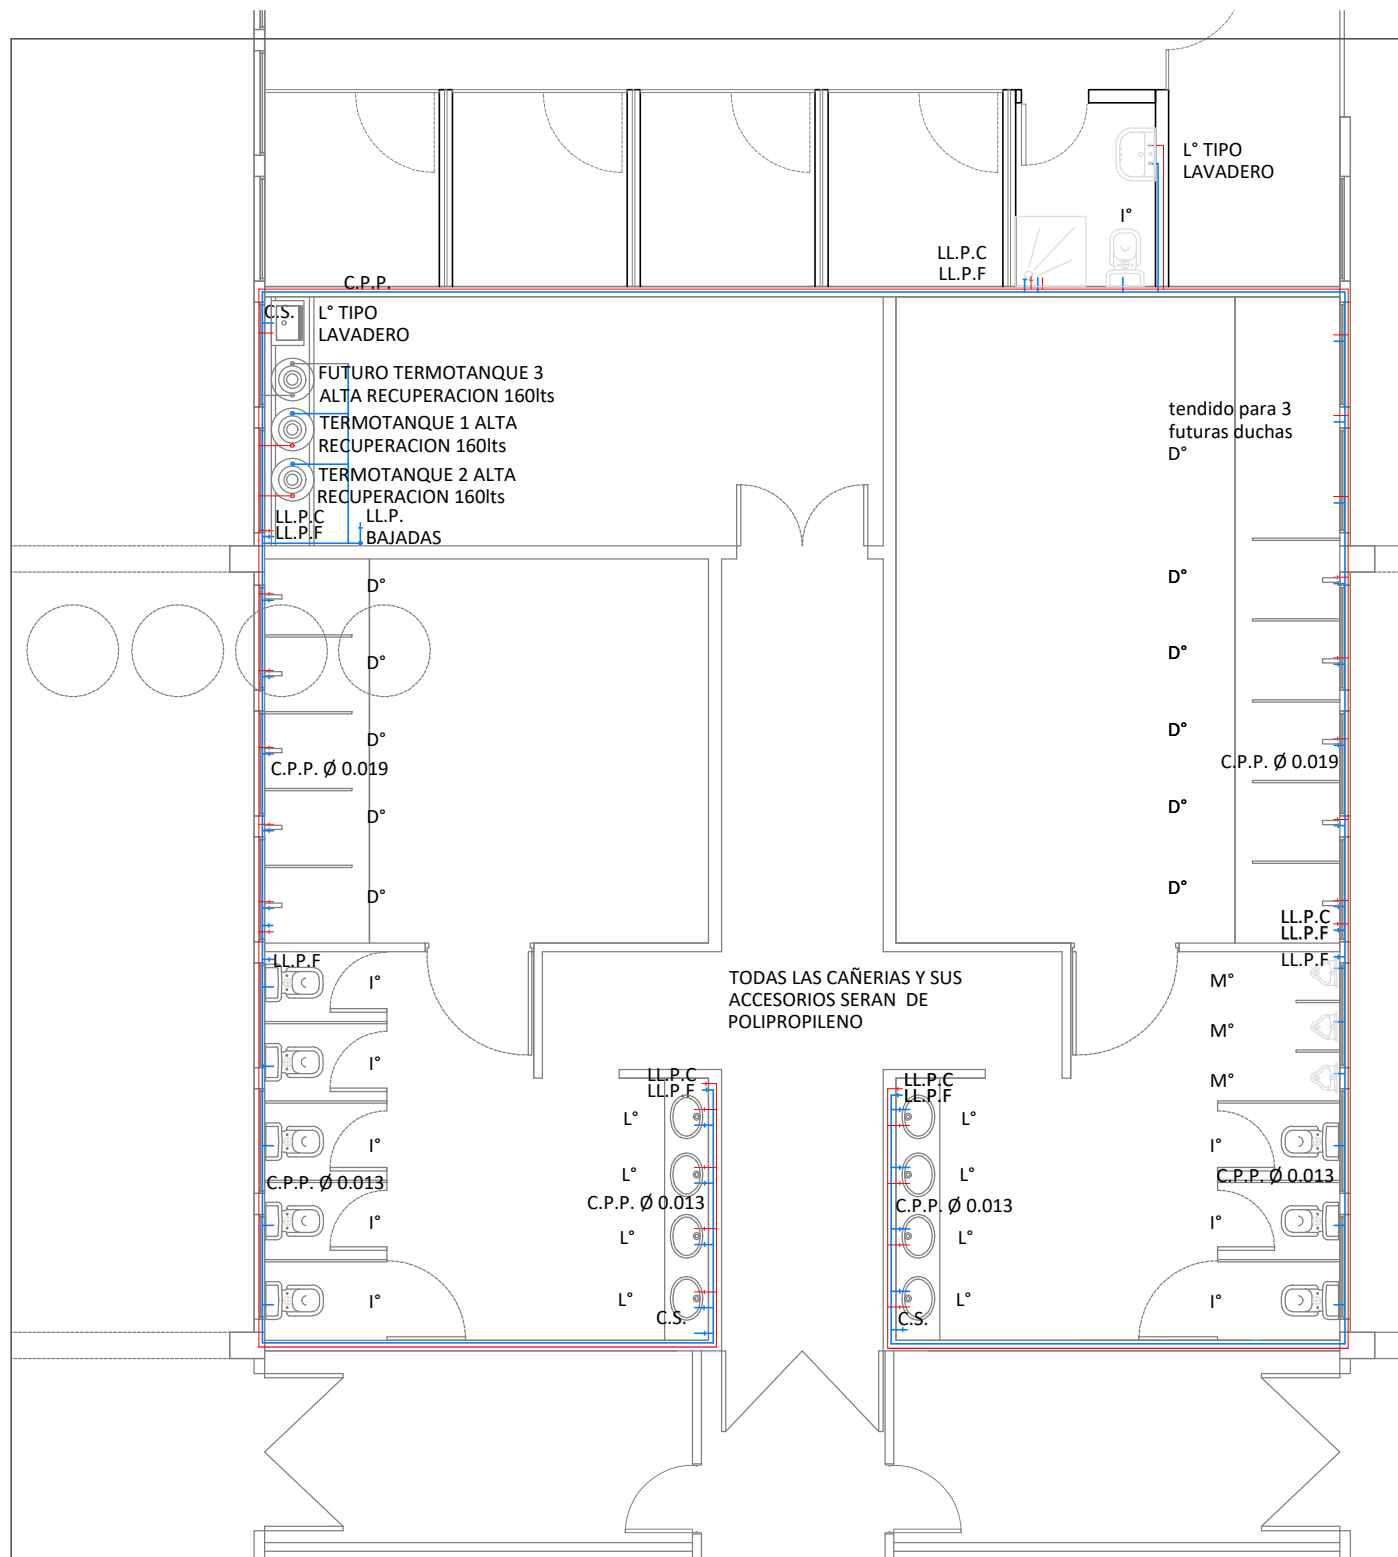 L° TIPO
LAVADERO
I°
LL.P.C
LL.P.F
C.P.P.
C.S.
L° TIPO
LAVADERO
FUTURO TERMOTANQUE 3
ALTA RECUPERACION 160lts
TERMOTANQUE 1 ALTA
RECUPERACION 160lts
TERMOTANQUE 2 ALTA
RECUPERACION 160lts
LL.P.C
LL.P.F
LL.P.
BAJADAS
tendido para 3
futuras duchas
D°
D°
D°
D°
D°
D°
C.P.P. Ø 0.019
D°
D°
D°
D°
D°
C.P.P. Ø 0.019
LL.P.C
LL.P.F
LL.P.F
LL.P.F
I°
I°
I°
C.P.P. Ø 0.013
I°
I°
TODAS LAS CAÑERIAS Y SUS
ACCESORIOS SERAN DE
POLIPROPILENO
M°
M°
M°
LL.P.C
LL.P.F
L°
L°
C.P.P. Ø 0.013
L°
L°
C.S.
LL.P.C
LL.P.F
L°
L°
C.P.P. Ø 0.013
L°
L°
C.S.
I°
C.P.P. Ø 0.013
I°
I°